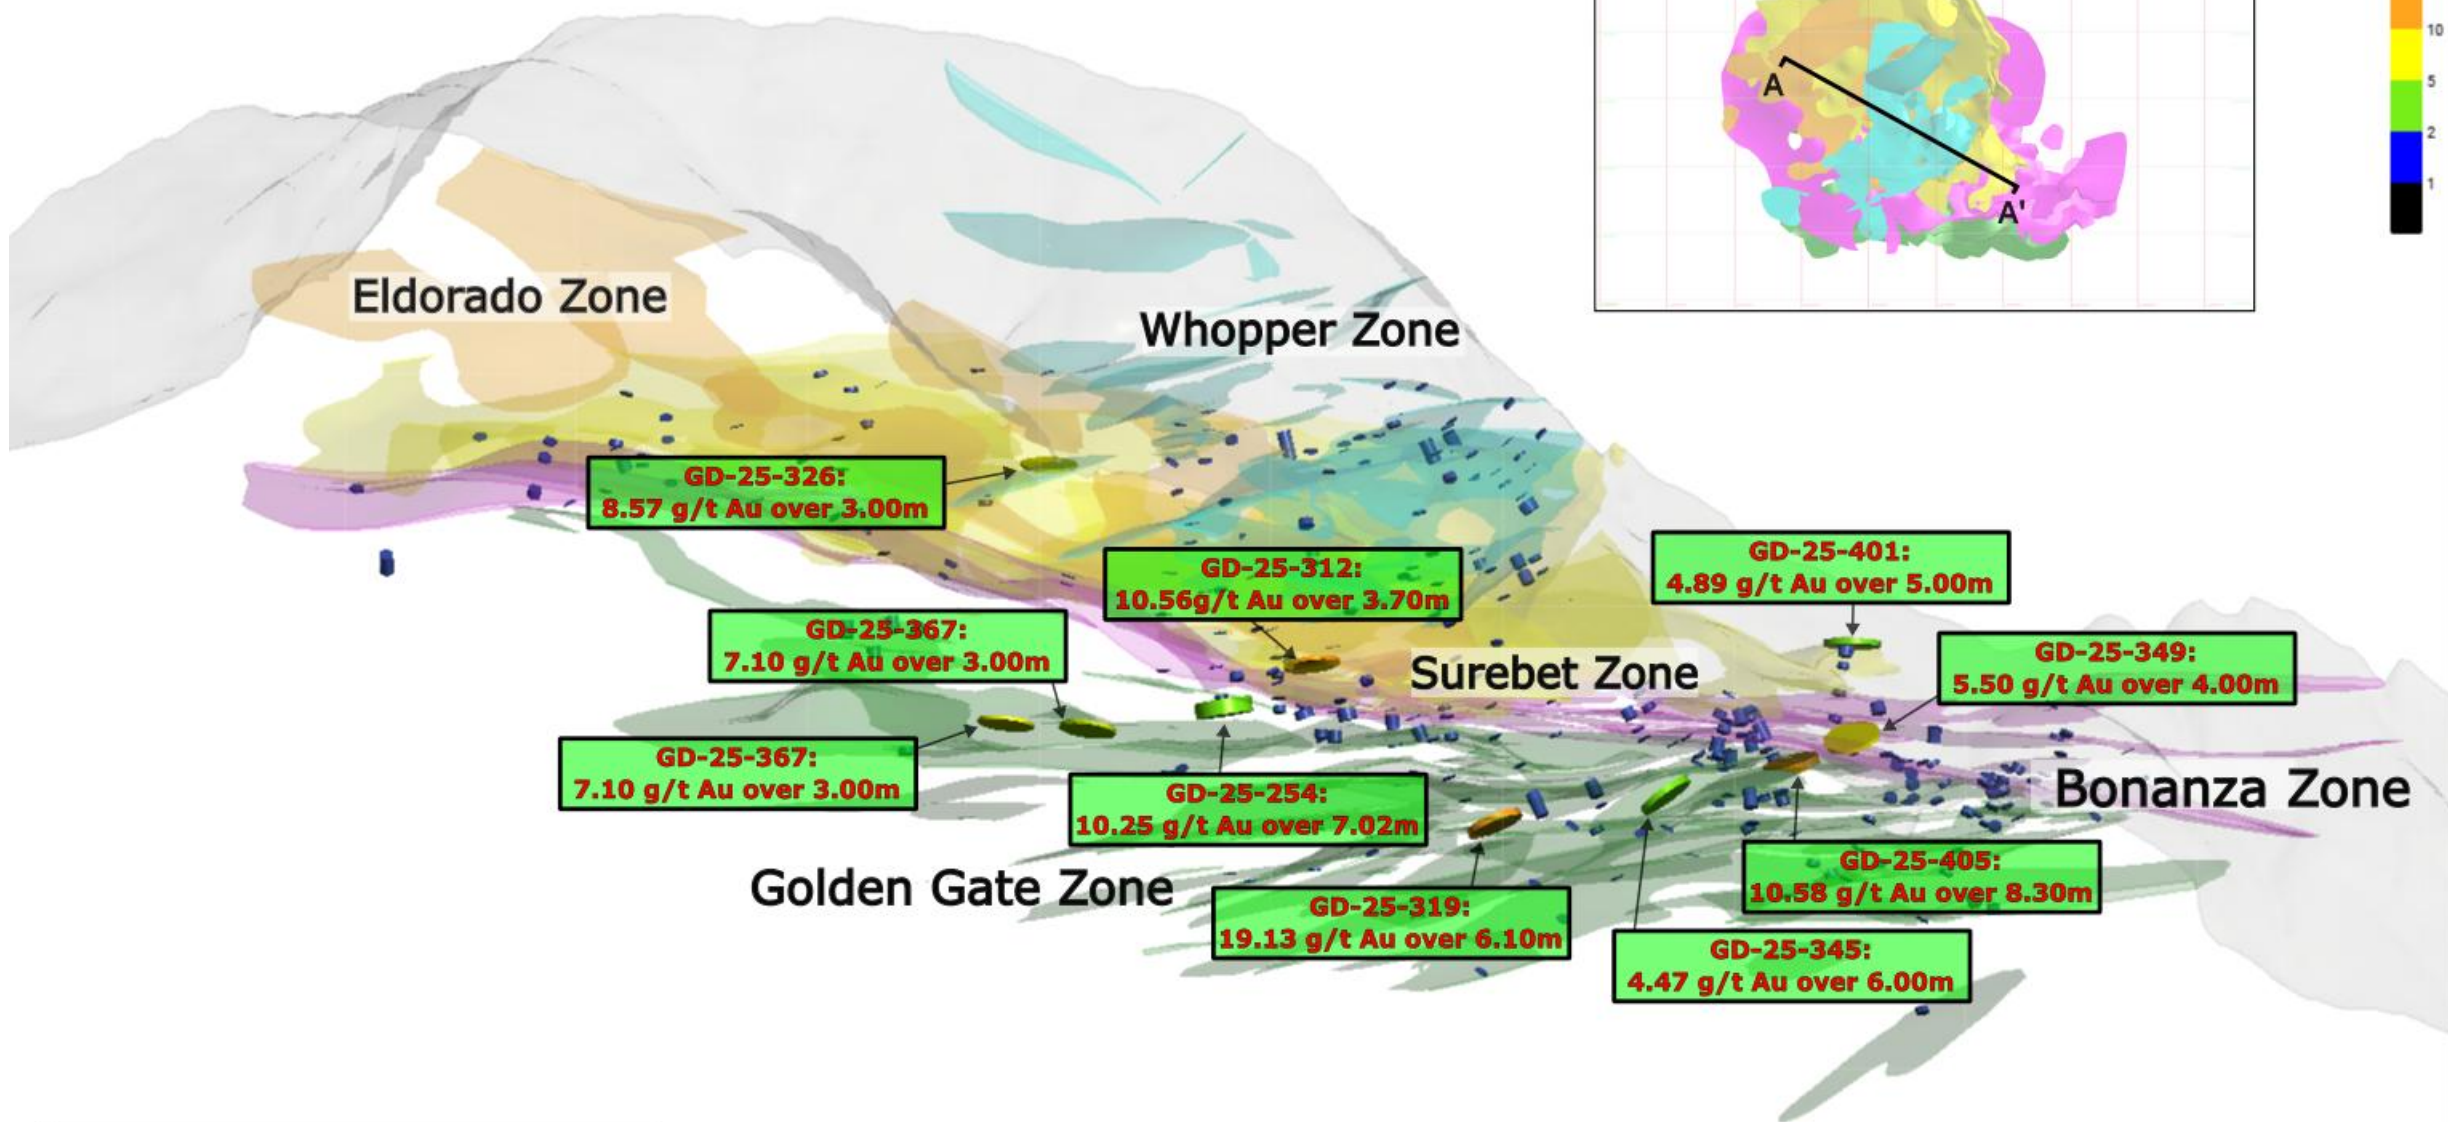 10
5
2
1
A
A'
Eldorado Zone
Whopper Zone
GD-25-326:
8.57 g/t Au over 3.00m
GD-25-312:
10.56g/t Au over 3.70m
GD-25-401:
4.89 g/t Au over 5.00m
GD-25-367:
7.10 g/t Au over 3.00m
Surebet Zone
GD-25-349:
5.50 g/t Au over 4.00m
GD-25-367:
7.10 g/t Au over 3.00m
GD-25-254:
10.25 g/t Au over 7.02m
Bonanza Zone
Golden Gate Zone
GD-25-319:
19.13 g/t Au over 6.10m
GD-25-405:
10.58 g/t Au over 8.30m
GD-25-345:
4.47 g/t Au over 6.00m